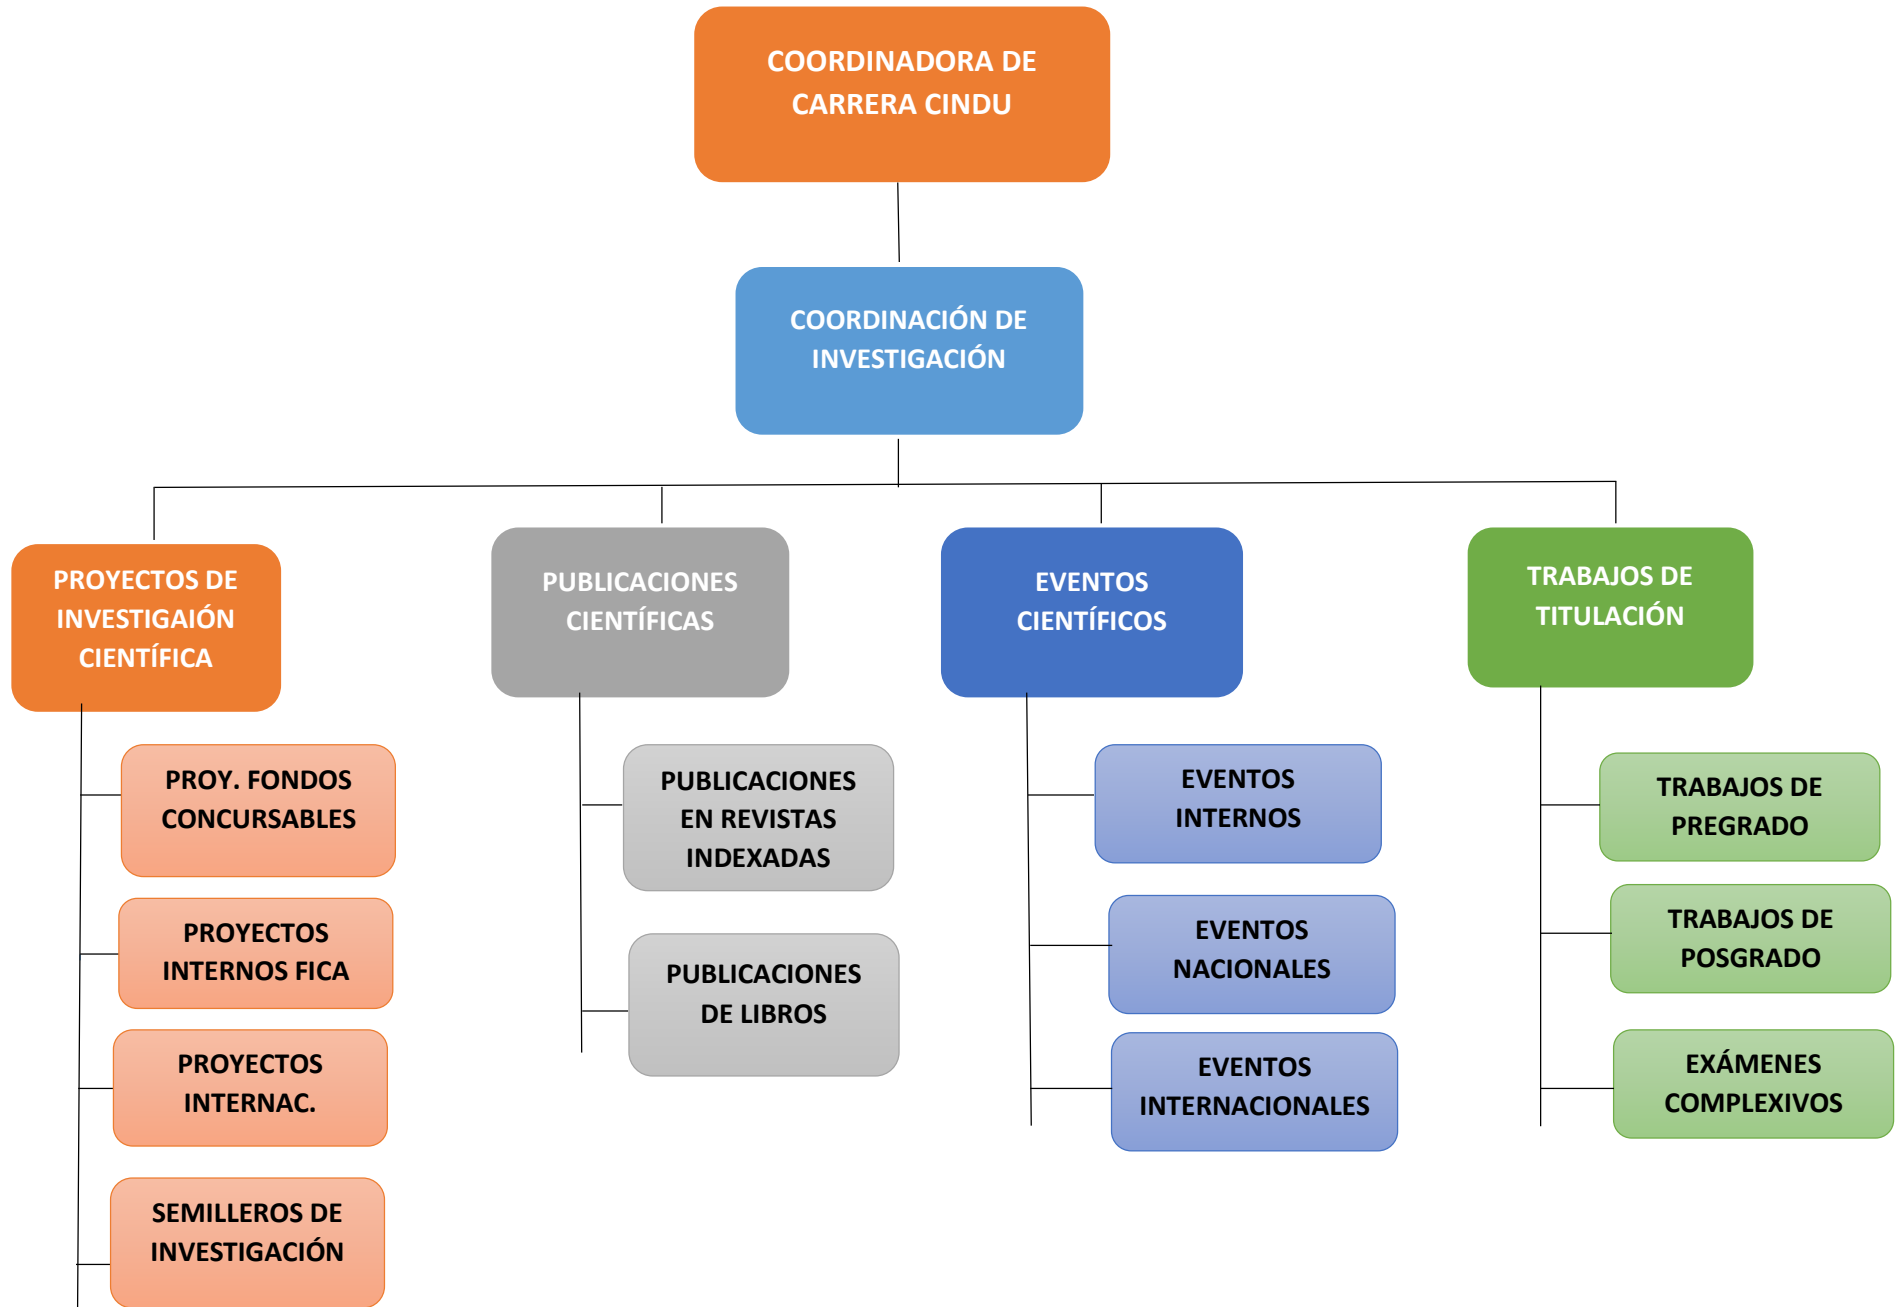 COORDINADORA DE
CARRERA CINDU
COORDINACIÓN DE
INVESTIGACIÓN
PROYECTOS DE
INVESTIGAIÓN
CIENTÍFICA
PUBLICACIONES
CIENTÍFICAS
EVENTOS
CIENTÍFICOS
TRABAJOS DE
TITULACIÓN
PROY. FONDOS
CONCURSABLES
PROYECTOS
INTERNOS FICA
PROYECTOS
INTERNAC.
SEMILLEROS DE
INVESTIGACIÓN
PUBLICACIONES
EN REVISTAS
INDEXADAS
PUBLICACIONES
DE LIBROS
EVENTOS
INTERNOS
EVENTOS
NACIONALES
EVENTOS
INTERNACIONALES
TRABAJOS DE
PREGRADO
TRABAJOS DE
POSGRADO
EXÁMENES
COMPLEXIVOS